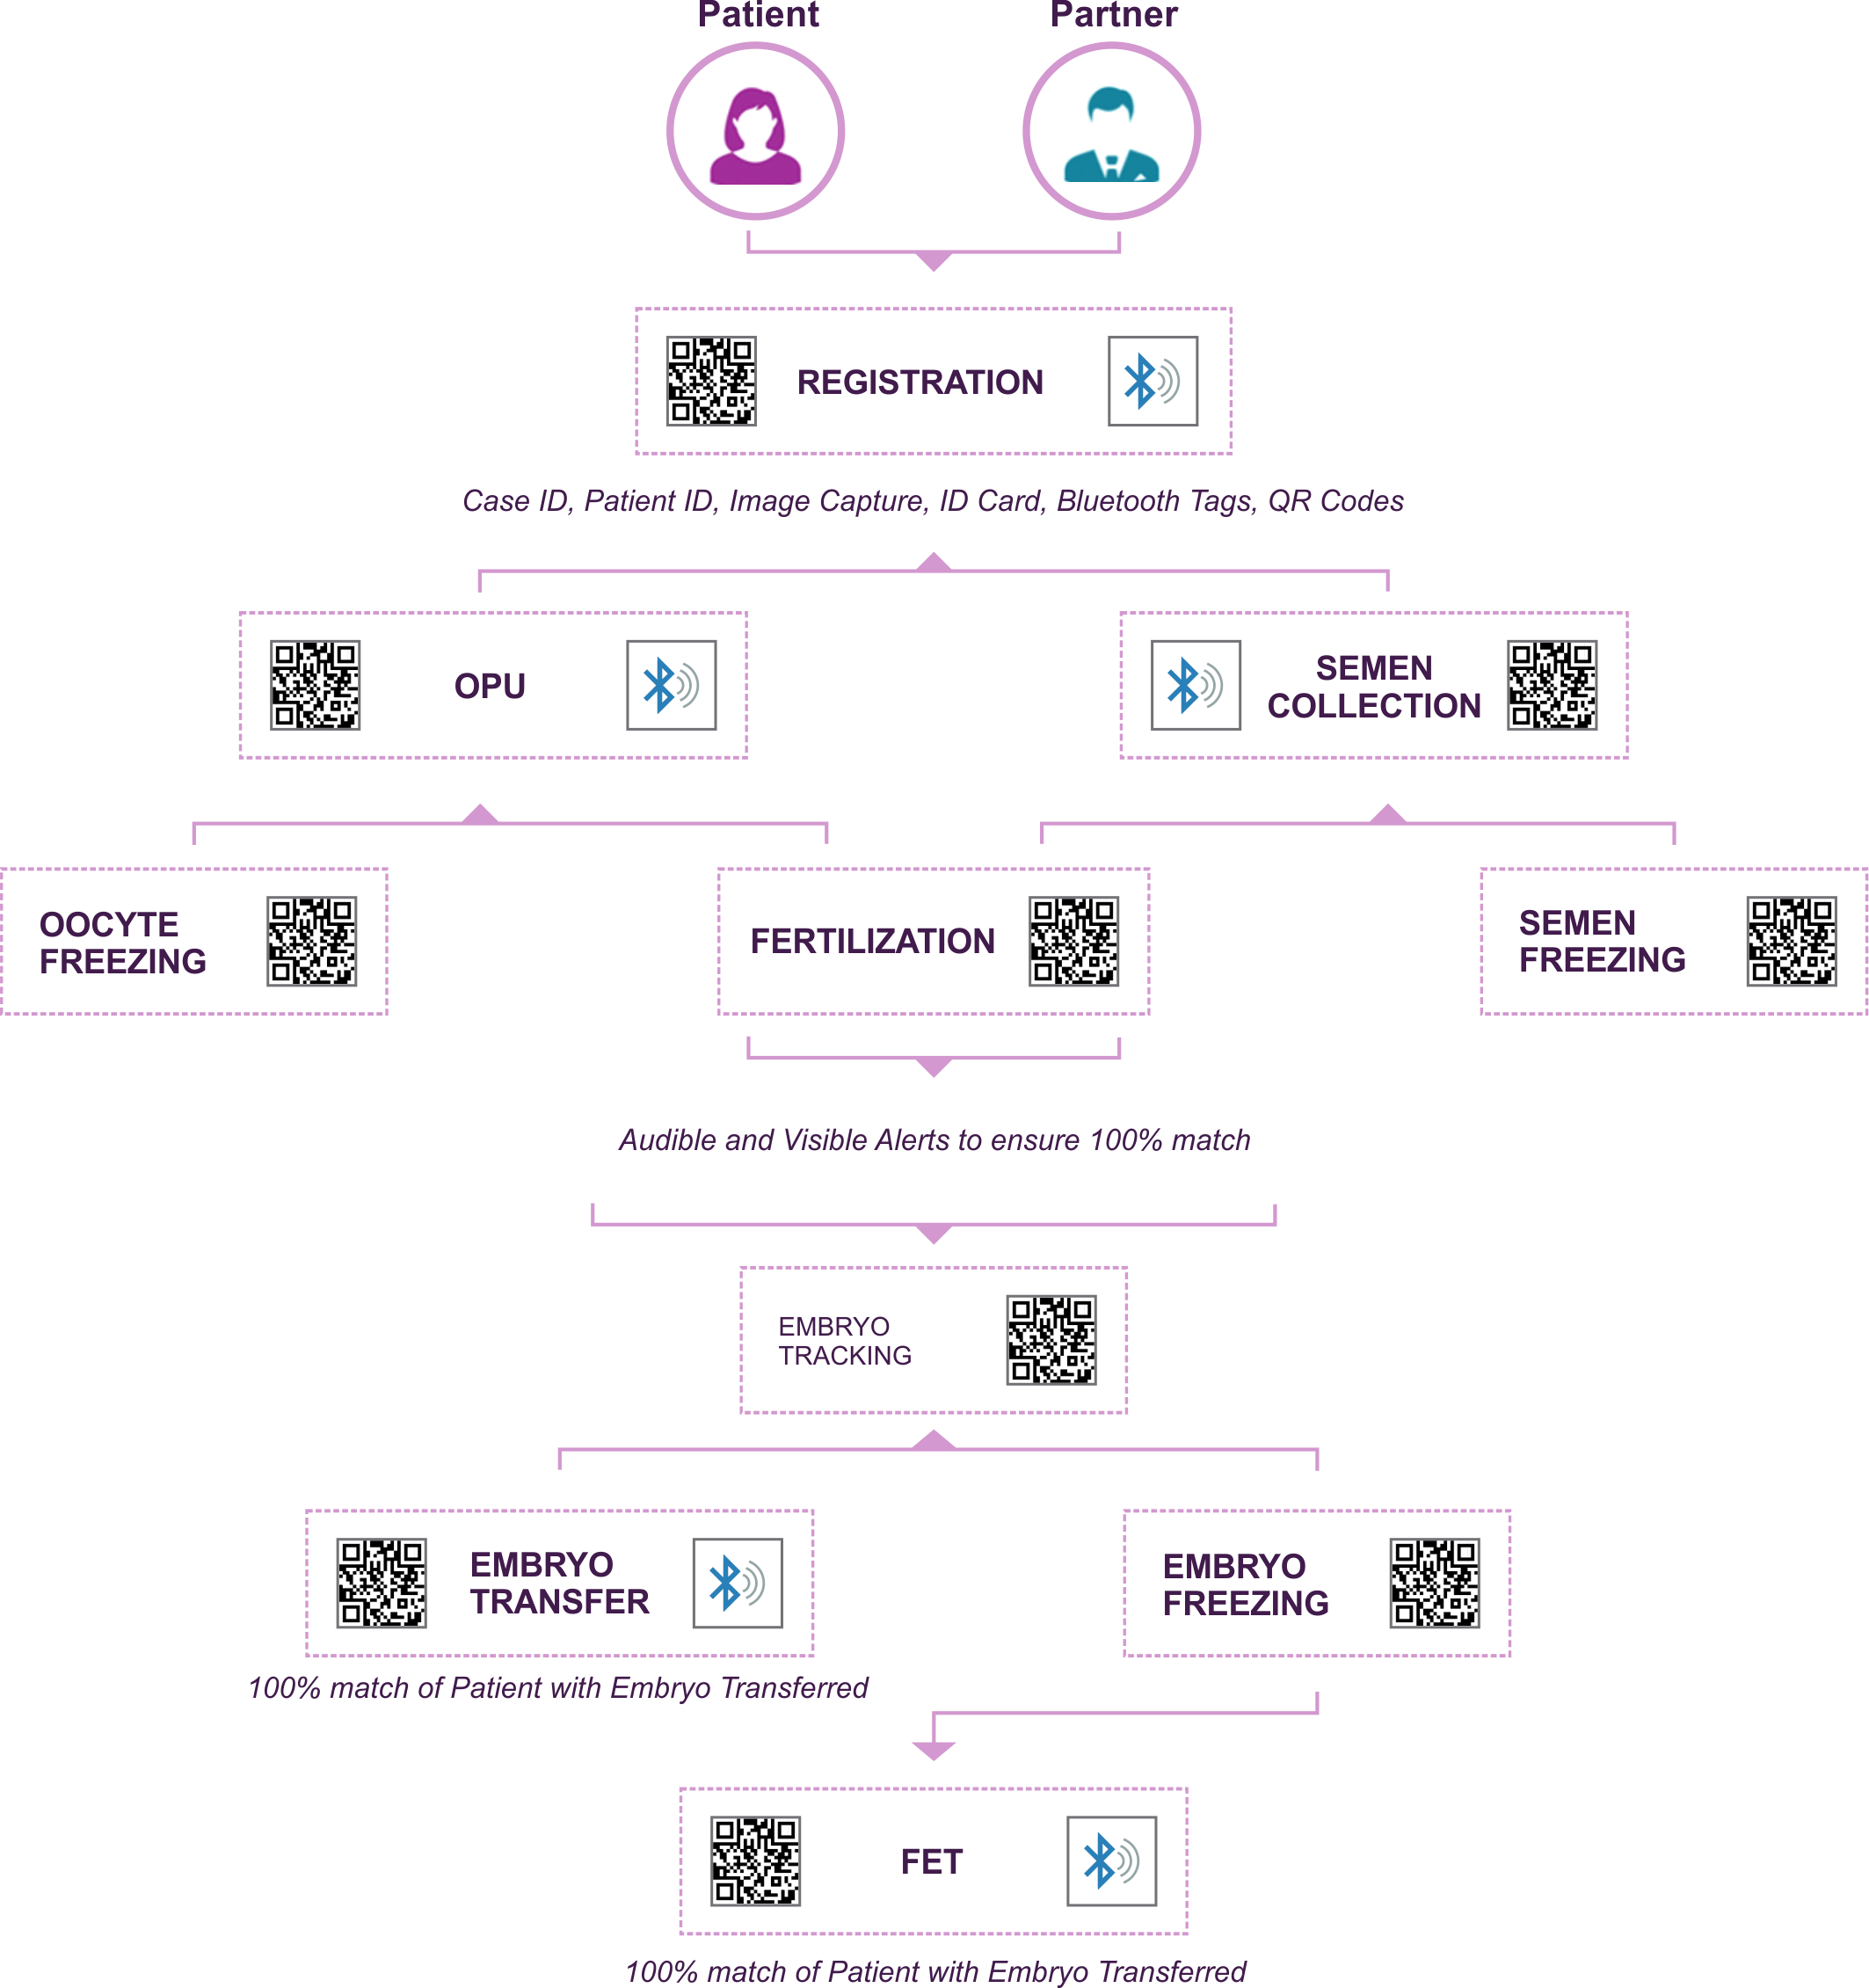 Patient
Partner
REGISTRATION
Case ID, Patient ID, Image Capture, ID Card, Bluetooth Tags, QR Codes
OPU
SEMEN
COLLECTION
OOCYTE
FREEZING
FERTILIZATION
SEMEN
FREEZING
Audible and Visible Alerts to ensure 100% match
EMBRYO
TRACKING
EMBRYO
TRANSFER
EMBRYO
FREEZING
100% match of Patient with Embryo Transferred
FET
100% match of Patient with Embryo Transferred